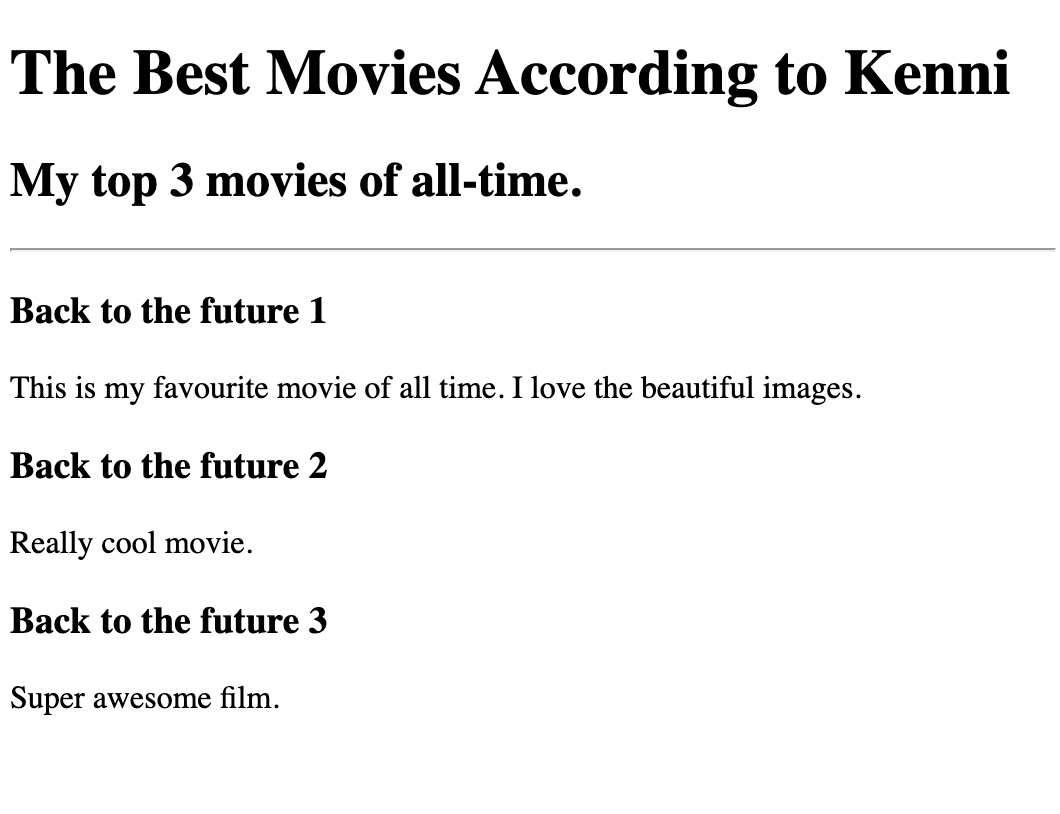 The Best Movies According to Kenni
My top 3 movies of all-time.
Back to the future 1
This is my favourite movie of all time. I love the beautiful images.
Back to the future 2
Really cool movie.
Back to the future 3
Super awesome film.